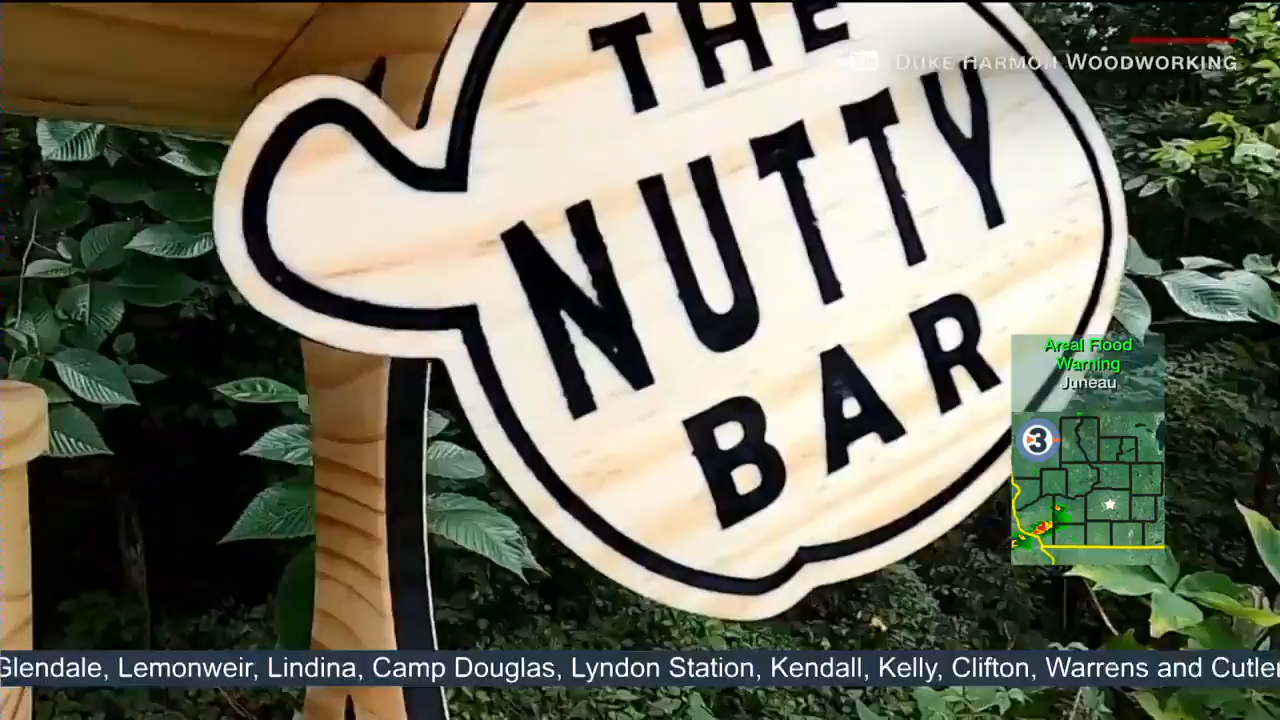 THE
NUTTY
BAR
DUKE HARMON WOODWORKING
Areal Flood
Warning
Juneau
3
Glendale, Lemonweir, Lindina, Camp Douglas, Lyndon Station, Kendall, Kelly, Clifton, Warrens and Cutler